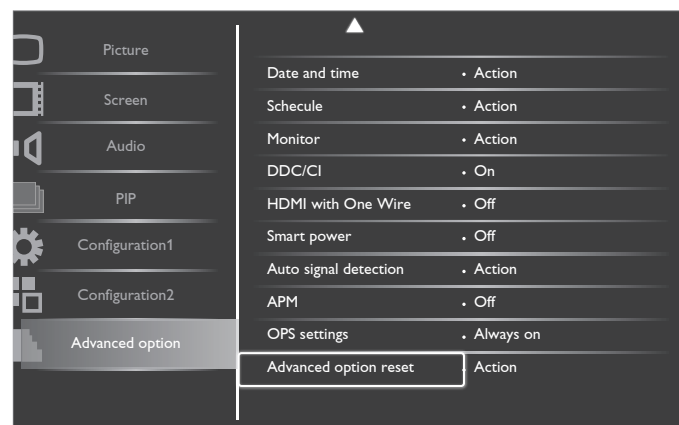 Picture
Screen
Audio
PIP
Configuration1
Configuration2
Advanced option
Date and time • Action
Schecule • Action
Monitor • Action
DDC/CI • On
HDMI with One Wire • Off
Smart power • Off
Auto signal detection • Action
APM • Off
OPS settings • Always on
Advanced option reset • Action